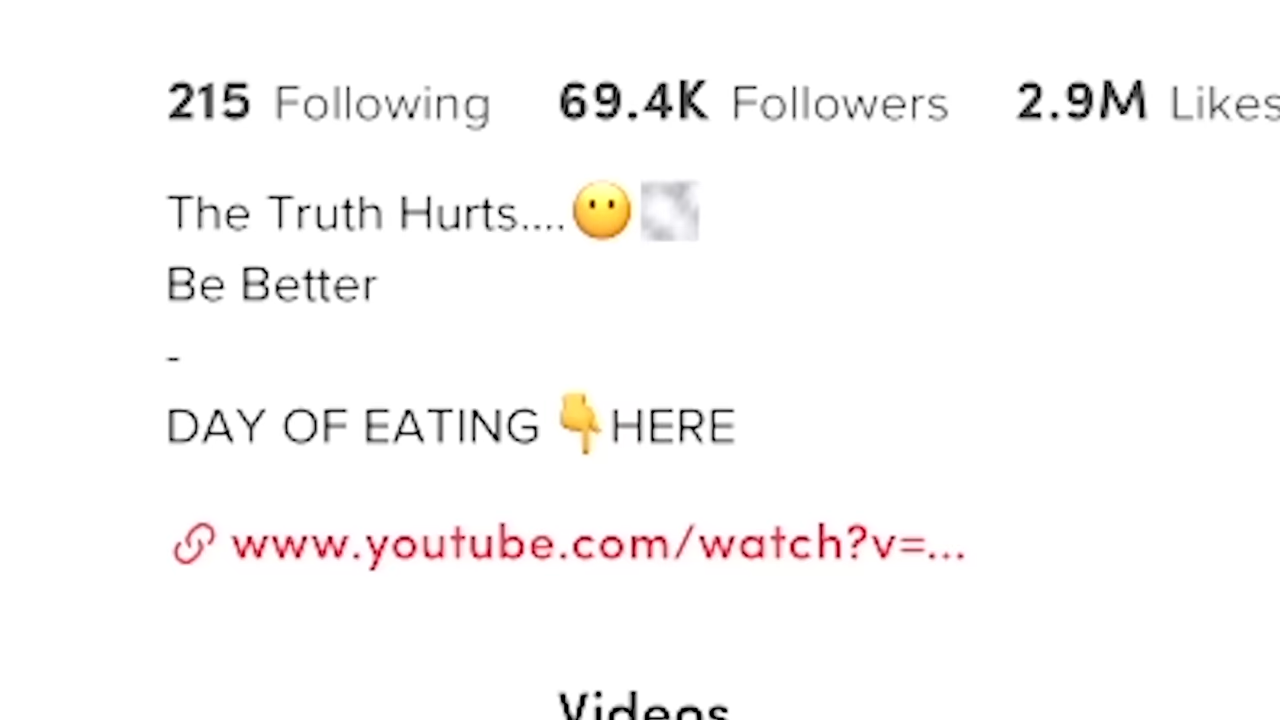 215 Following 69.4K Followers 2.9M Likes
The Truth Hurts....😶
Be Better
-
DAY OF EATING 👇HERE
www.youtube.com/watch?v=...
Videos